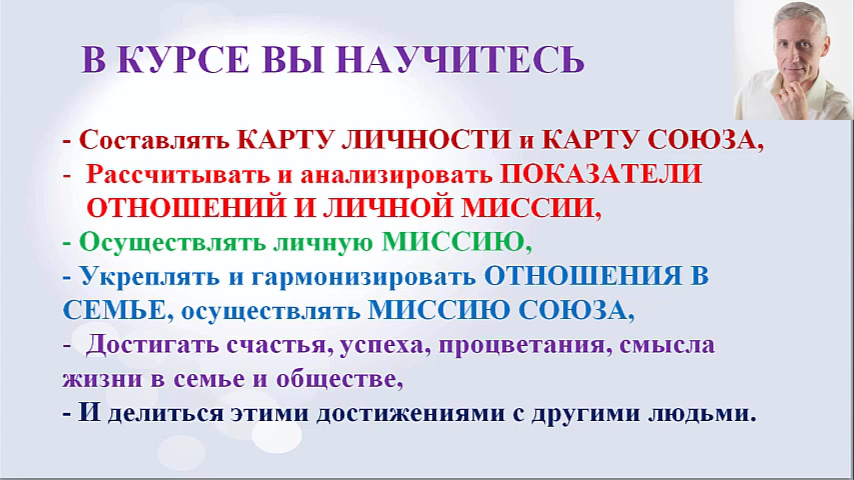 В КУРСЕ ВЫ НАУЧИТЕСЬ
- Составлять КАРТУ ЛИЧНОСТИ и КАРТУ СОЮЗА,
- Рассчитывать и анализировать ПОКАЗАТЕЛИ
ОТНОШЕНИЙ И ЛИЧНОЙ МИССИИ,
- Осуществлять личную МИССИЮ,
- Укреплять и гармонизировать ОТНОШЕНИЯ В
СЕМЬЕ, осуществлять МИССИЮ СОЮЗА,
- Достигать счастья, успеха, процветания, смысла
жизни в семье и обществе,
- И делиться этими достижениями с другими людьми.